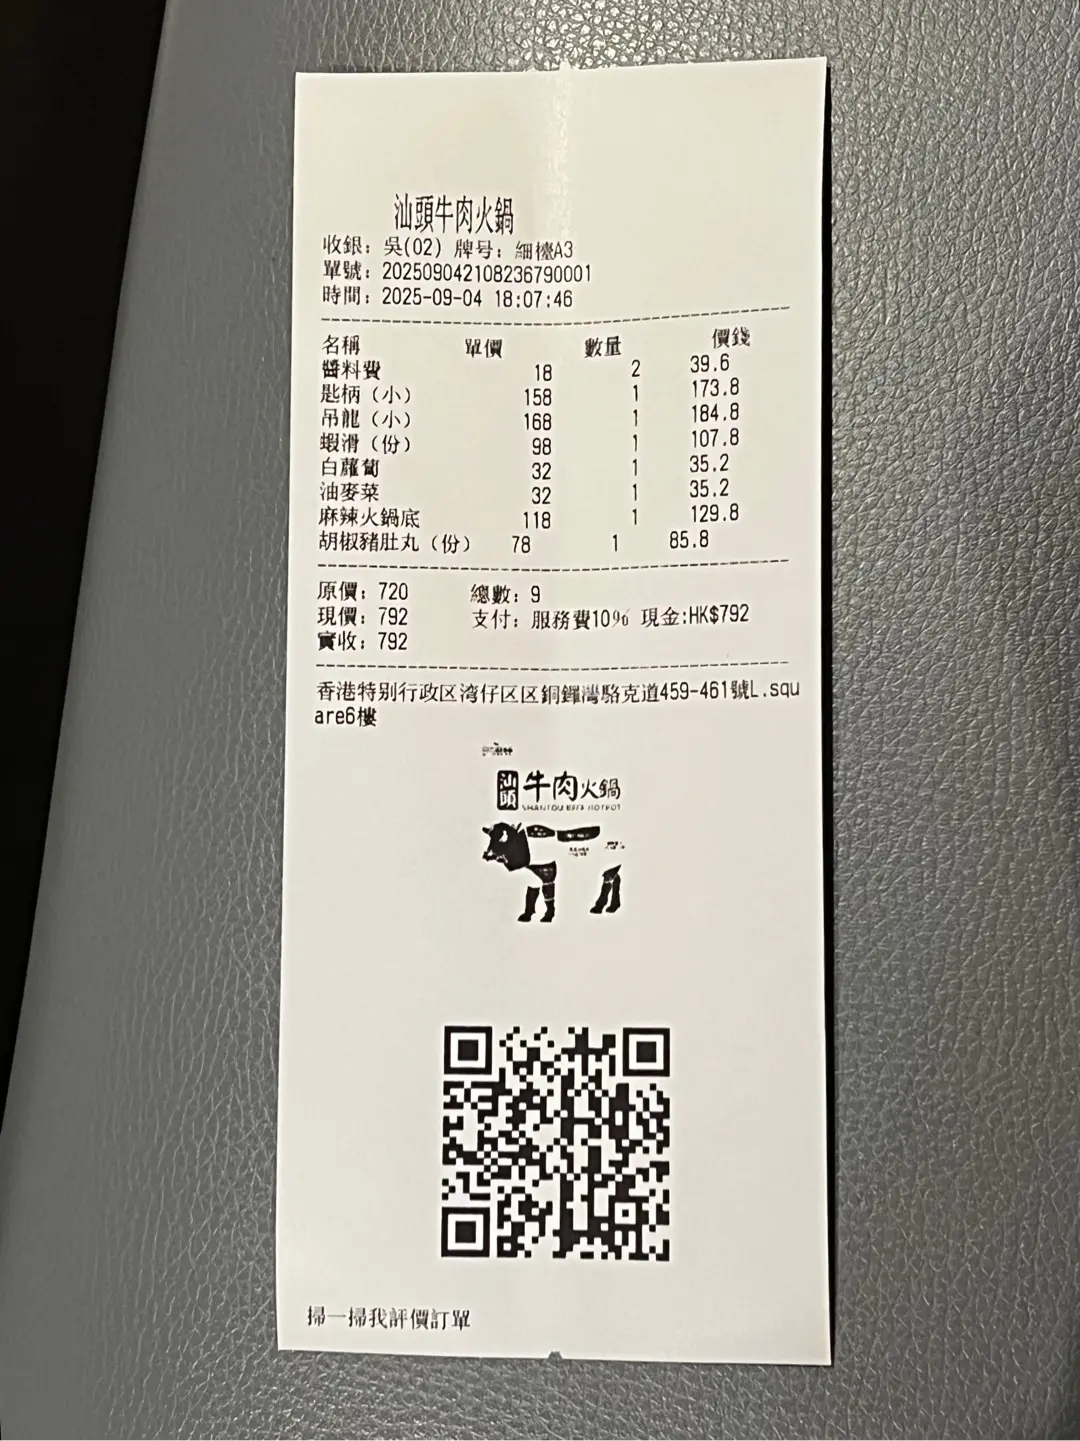 汕頭牛肉火鍋
收銀: 吳(02) 牌号: 細檯A3
單號: 202509042108236790001
時間: 2025-09-04 18:07:46
名稱 單價 數量 價錢
醬料費 18 2 39.6
匙柄（小） 158 1 173.8
吊龍（小） 168 1 184.8
蝦滑（份） 98 1 107.8
白蘿蔔 32 1 35.2
油麥菜 32 1 35.2
麻辣火鍋底 118 1 129.8
胡椒豬肚丸（份） 78 1 85.8
原價: 720 總數: 9
現價: 792 支付: 服務費10% 現金:HK$792
實收: 792
香港特别行政区湾仔区区銅鑼灣駱克道459-461號L.squ
are6樓
汕頭牛肉火鍋
SHANTOU BEEF HOTPOT
掃一掃我評價訂單